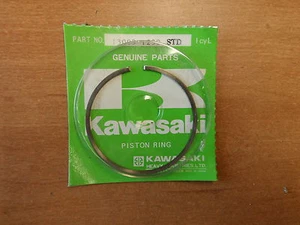 PART NO. STD 1cyl
GENUINE PARTS
Kawasaki
PISTON RING
KAWASAKI